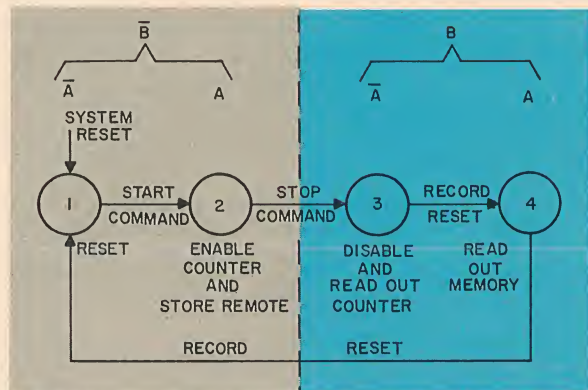 B̅ B
A̅ A A̅ A
SYSTEM
RESET
1 START COMMAND 2 STOP COMMAND 3 RECORD RESET 4
RESET
ENABLE
COUNTER
AND
STORE REMOTE
DISABLE
AND
READ OUT
COUNTER
READ
OUT
MEMORY
RECORD RESET